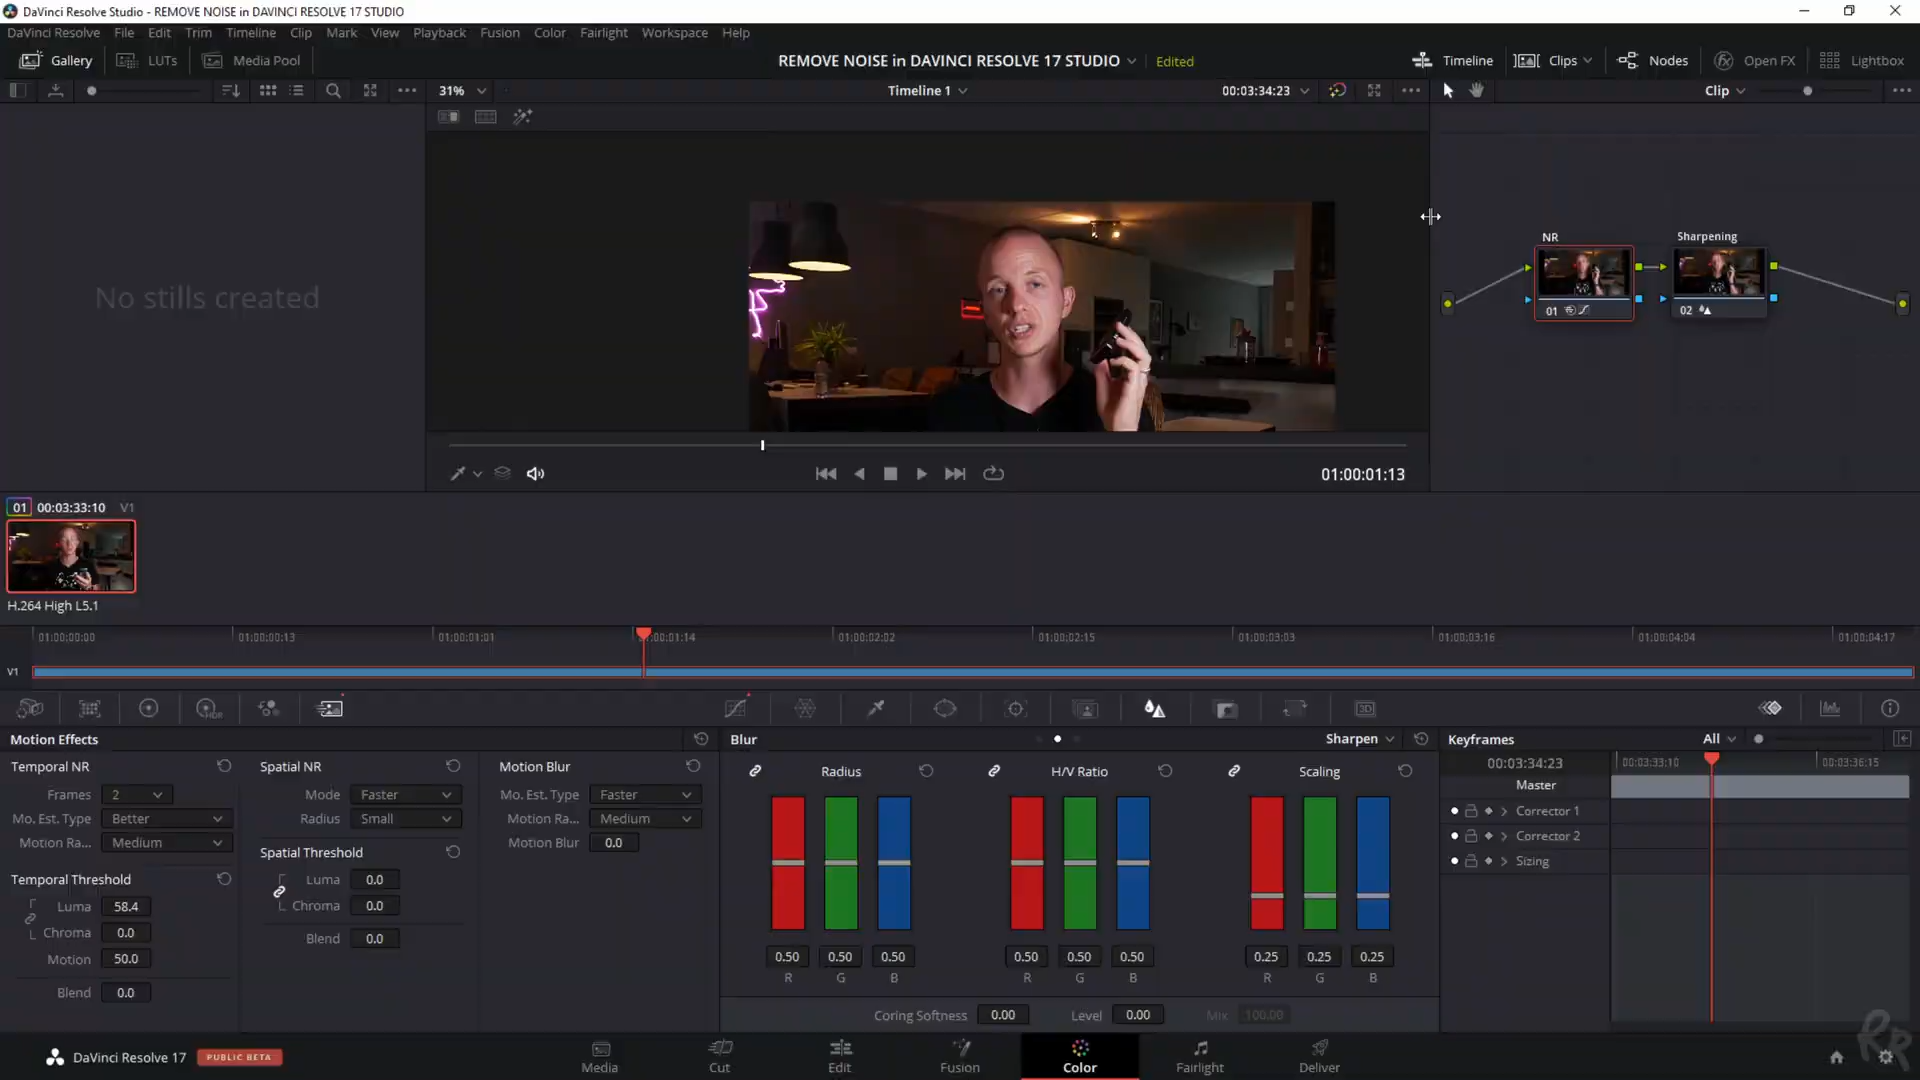 DaVinci Resolve Studio - REMOVE NOISE in DAVINCI RESOLVE 17 STUDIO
DaVinci Resolve File Edit Trim Timeline Clip Mark View Playback Fusion Color Fairlight Workspace Help
Gallery LUTs Media Pool REMOVE NOISE in DAVINCI RESOLVE 17 STUDIO Edited Timeline Clips Nodes Open FX Lightbox
31% Timeline 1 00:03:34:23 Clip
No stills created
NR Sharpening
01 02
01:00:01:13
01 00:03:33:10 V1
H.264 High L5.1
01:00:00:00 01:00:00:13 01:00:01:01 01:00:01:14 01:00:02:02 01:00:02:15 01:00:03:03 01:00:03:16 01:00:04:04 01:00:04:17
V1
HDR 3D
Motion Effects Blur Sharpen Keyframes All
Temporal NR Spatial NR Motion Blur Radius H/V Ratio Scaling 00:03:34:23 00:03:33:10 00:03:36:15
Frames 2 Mode Faster Mo. Est. Type Faster Master
Mo. Est. Type Better Radius Small Motion Ra... Medium Corrector 1
Motion Ra... Medium Motion Blur 0.0 Corrector 2
Spatial Threshold Sizing
Temporal Threshold Luma 0.0
Luma 58.4 Chroma 0.0
Chroma 0.0 Blend 0.0
Motion 50.0 0.50 0.50 0.50 0.50 0.50 0.50 0.25 0.25 0.25
R G B R G B R G B
Blend 0.0
Coring Softness 0.00 Level 0.00 Mix 100.00
DaVinci Resolve 17 PUBLIC BETA Media Cut Edit Fusion Color Fairlight Deliver
RR